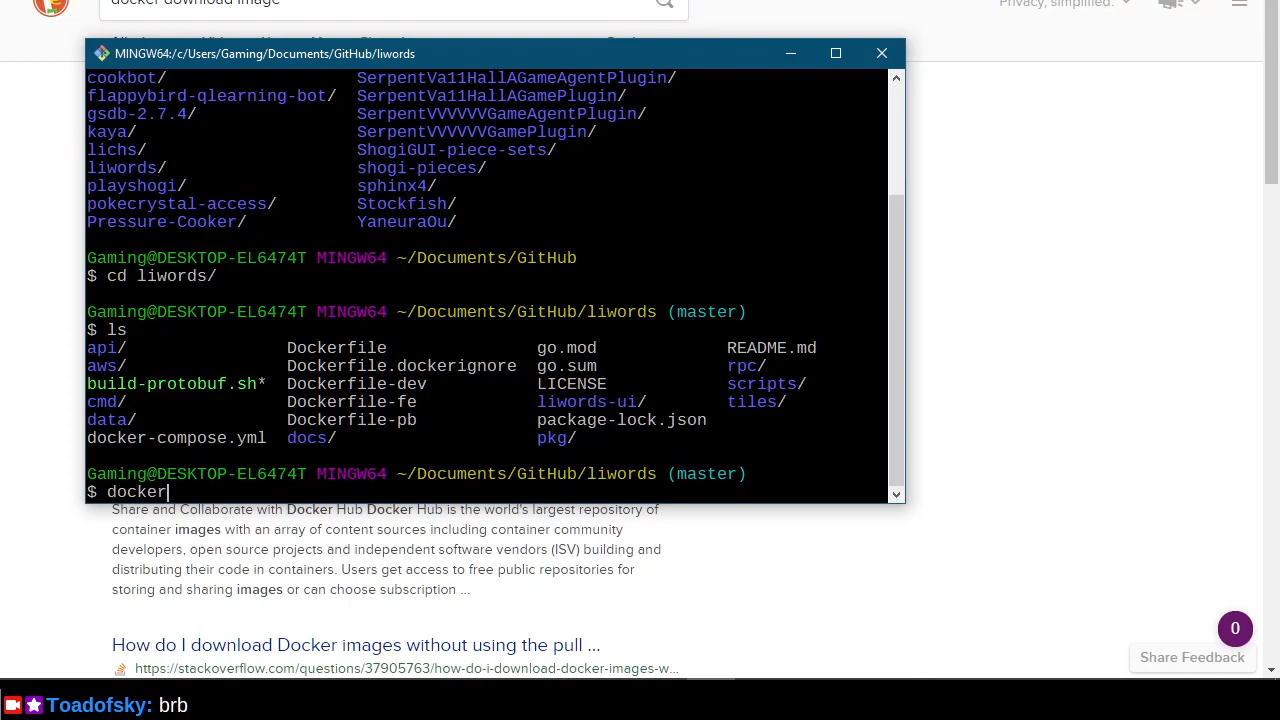 docker download image
Privacy, simplified.
MINGW64:/c/Users/Gaming/Documents/GitHub/liwords
cookbot/ SerpentVa11HallAGameAgentPlugin/
flappybird-qlearning-bot/ SerpentVa11HallAGamePlugin/
gsdb-2.7.4/ SerpentVVVVVVGameAgentPlugin/
kaya/ SerpentVVVVVVGamePlugin/
lichs/ ShogiGUI-piece-sets/
liwords/ shogi-pieces/
playshogi/ sphinx4/
pokecrystal-access/ Stockfish/
Pressure-Cooker/ YaneuraOu/
Gaming@DESKTOP-EL6474T MINGW64 ~/Documents/GitHub
$ cd liwords/
Gaming@DESKTOP-EL6474T MINGW64 ~/Documents/GitHub/liwords (master)
$ ls
api/ Dockerfile go.mod README.md
aws/ Dockerfile.dockerignore go.sum rpc/
build-protobuf.sh* Dockerfile-dev LICENSE scripts/
cmd/ Dockerfile-fe liwords-ui/ tiles/
data/ Dockerfile-pb package-lock.json
docker-compose.yml docs/ pkg/
Gaming@DESKTOP-EL6474T MINGW64 ~/Documents/GitHub/liwords (master)
$ docker
Share and Collaborate with Docker Hub Docker Hub is the world's largest repository of
container images with an array of content sources including container community
developers, open source projects and independent software vendors (ISV) building and
distributing their code in containers. Users get access to free public repositories for
storing and sharing images or can choose subscription ...
How do I download Docker images without using the pull ...
https://stackoverflow.com/questions/37905763/how-do-i-download-docker-images-w...
0
Share Feedback
Toadofsky: brb